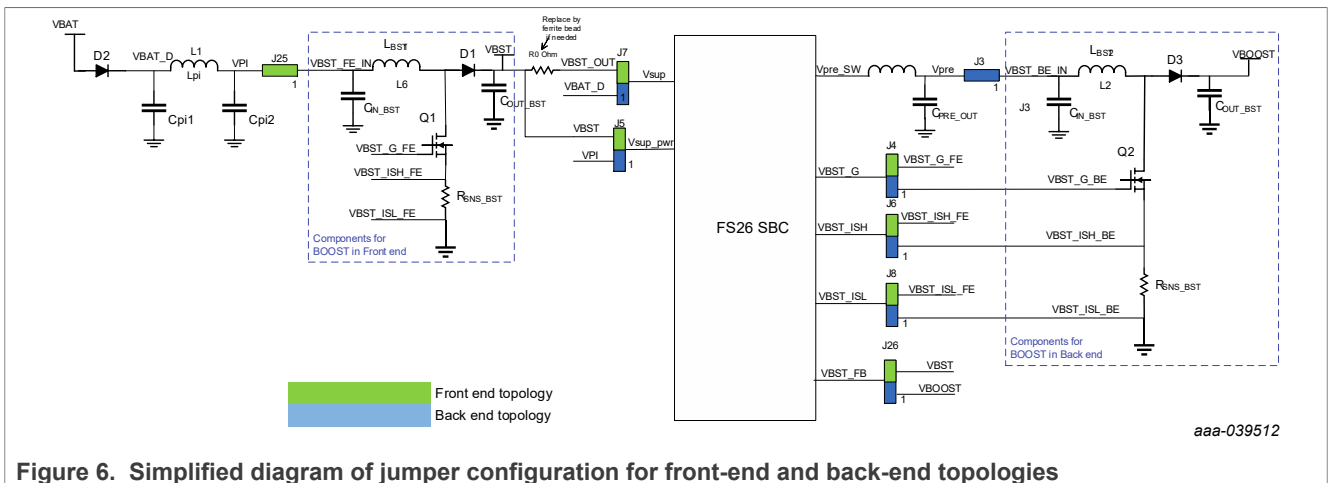 VBAT
D2
VBAT_D
L1
Lpi
VPI
J25
1
Cpi1
Cpi2
VBST_FE_IN
LBST1
L6
D1
VBST
CIN_BST
COUT_BST
Q1
VBST_G_FE
VBST_ISH_FE
RSNS_BST
VBST_ISL_FE
Components for
BOOST in Front end
Replace by
ferrite bead
if needed
R0 Ohm
VBST_OUT
J7
VBAT_D
1
Vsup
VBST
J5
VPI
1
Vsup_pwr
FS26 SBC
Vpre_SW
Vpre
CPRE_OUT
J3
1
VBST_BE_IN
LBST2
L2
D3
VBOOST
J3
CIN_BST
COUT_BST
VBST_G
J4
VBST_G_FE
1
VBST_G_BE
Q2
VBST_ISH
J6
VBST_ISH_FE
1
VBST_ISH_BE
VBST_ISL
J8
VBST_ISL_FE
1
VBST_ISL_BE
RSNS_BST
Components for
BOOST in Back end
VBST_FB
J26
VBST
VBOOST
1
Front end topology
Back end topology
aaa-039512
Figure 6. Simplified diagram of jumper configuration for front-end and back-end topologies